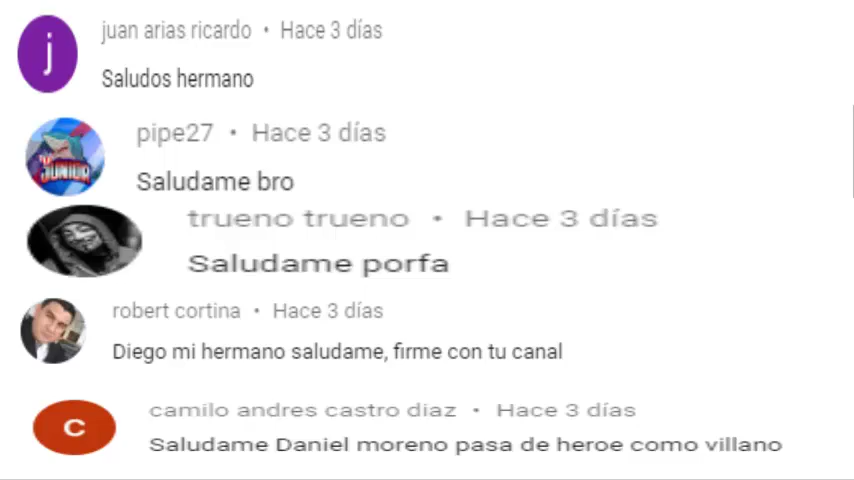 j
juan arias ricardo • Hace 3 días
Saludos hermano
JUNIOR
pipe27 • Hace 3 días
Saludame bro
trueno trueno • Hace 3 días
Saludame porfa
robert cortina • Hace 3 días
Diego mi hermano saludame, firme con tu canal
C
camilo andres castro diaz • Hace 3 días
Saludame Daniel moreno pasa de heroe como villano